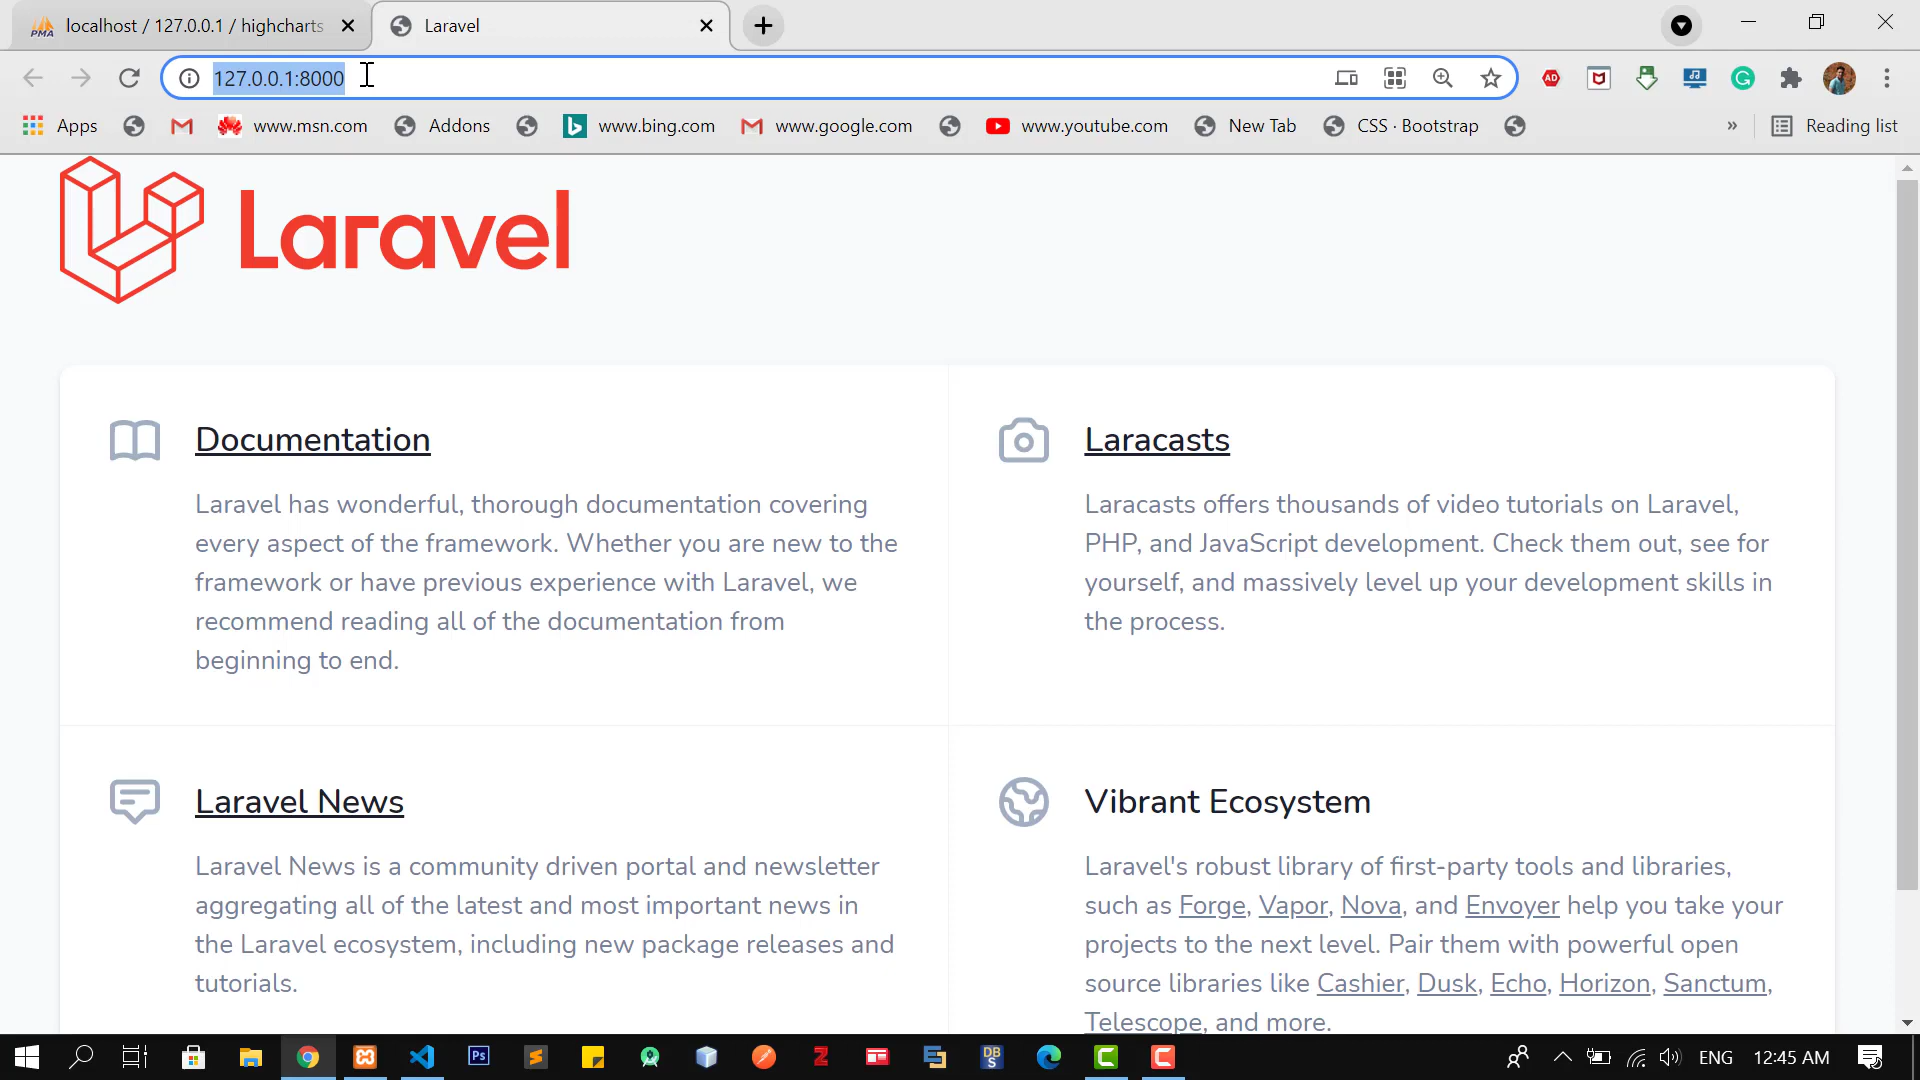 localhost / 127.0.0.1 / highcharts
Laravel
127.0.0.1:8000
Apps
www.msn.com
Addons
www.bing.com
www.google.com
www.youtube.com
New Tab
CSS · Bootstrap
»
Reading list
Laravel
Documentation
Laravel has wonderful, thorough documentation covering
every aspect of the framework. Whether you are new to the
framework or have previous experience with Laravel, we
recommend reading all of the documentation from
beginning to end.
Laracasts
Laracasts offers thousands of video tutorials on Laravel,
PHP, and JavaScript development. Check them out, see for
yourself, and massively level up your development skills in
the process.
Laravel News
Laravel News is a community driven portal and newsletter
aggregating all of the latest and most important news in
the Laravel ecosystem, including new package releases and
tutorials.
Vibrant Ecosystem
Laravel's robust library of first-party tools and libraries,
such as Forge, Vapor, Nova, and Envoyer help you take your
projects to the next level. Pair them with powerful open
source libraries like Cashier, Dusk, Echo, Horizon, Sanctum,
Telescope, and more.
ENG
12:45 AM